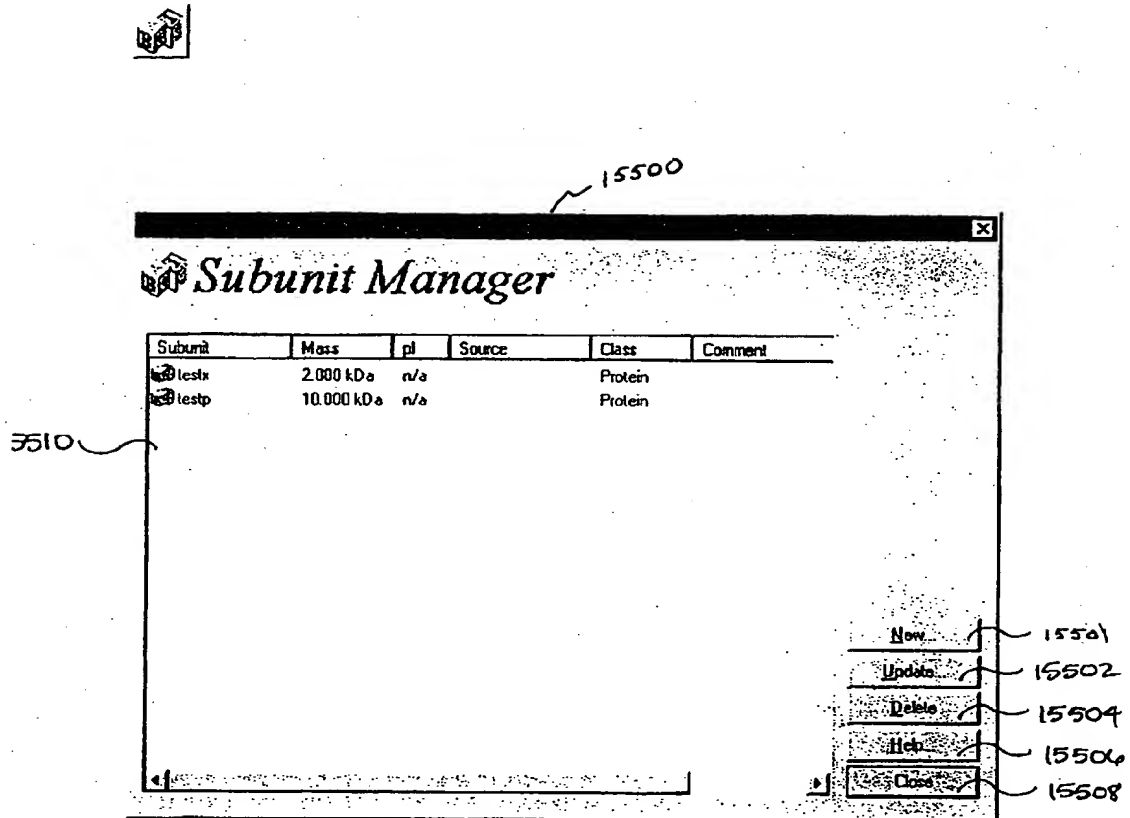 15500
Subunit Manager
Subunit Mass pI Source Class Comment
testx 2.000 kDa n/a Protein
testp 10.000 kDa n/a Protein
3510
New... 15501
Update... 15502
Delete 15504
Help... 15506
Close 15508